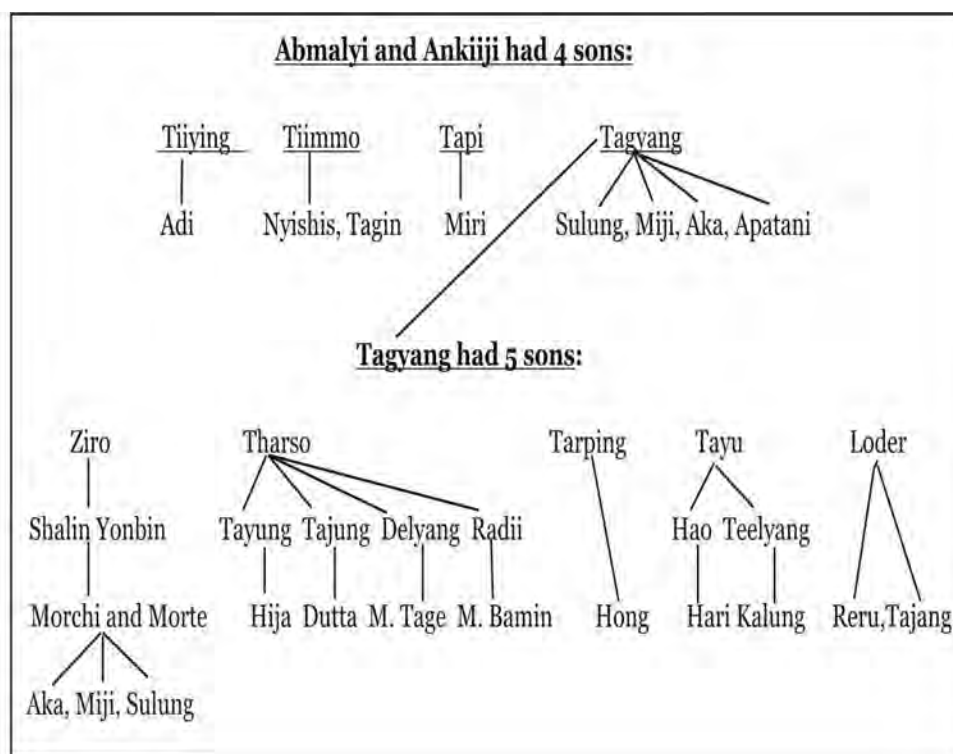 Abmalyi and Ankiiji had 4 sons:
Tiiying Tiimmo Tapi Tagyang
Adi Nyishis, Tagin Miri Sulung, Miji, Aka, Apatani
Tagyang had 5 sons:
Ziro Tharso Tarping Tayu Loder
Shalin Yonbin Tayung Tajung Delyang Radii Hao Teelyang
Morchi and Morte Hija Dutta M. Tage M. Bamin Hong Hari Kalung Reru,Tajang
Aka, Miji, Sulung